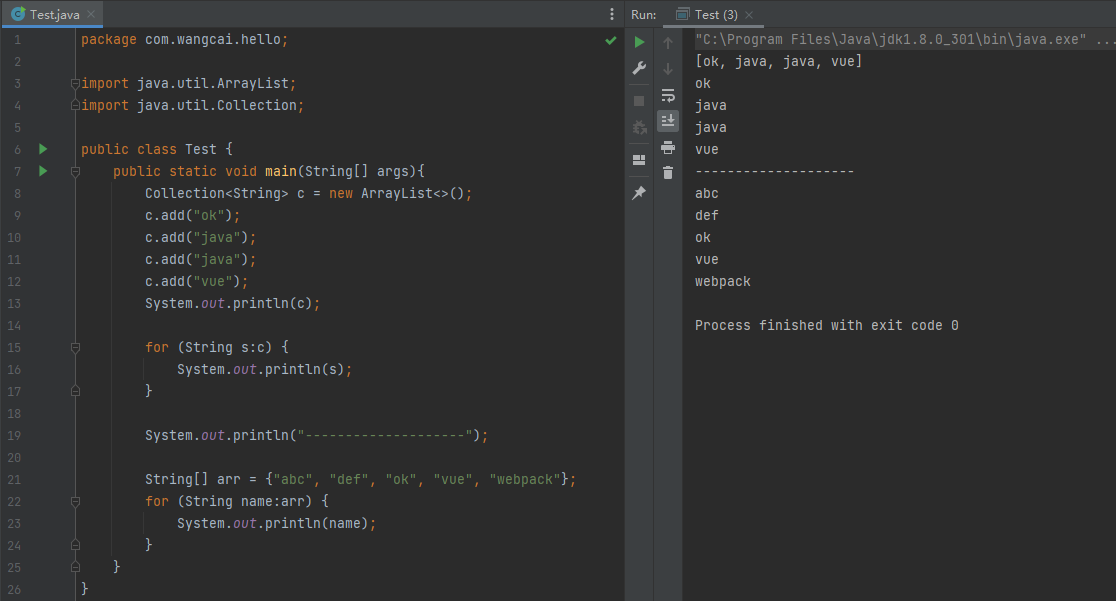 Test.java
1 package com.wangcai.hello;
2
3 import java.util.ArrayList;
4 import java.util.Collection;
5
6 public class Test {
7 public static void main(String[] args){
8 Collection<String> c = new ArrayList<>();
9 c.add("ok");
10 c.add("java");
11 c.add("java");
12 c.add("vue");
13 System.out.println(c);
14
15 for (String s:c) {
16 System.out.println(s);
17 }
18
19 System.out.println("--------------------");
20
21 String[] arr = {"abc", "def", "ok", "vue", "webpack"};
22 for (String name:arr) {
23 System.out.println(name);
24 }
25 }
26 }
Run: Test (3)
"C:\Program Files\Java\jdk1.8.0_301\bin\java.exe" ...
[ok, java, java, vue]
ok
java
java
vue
--------------------
abc
def
ok
vue
webpack
Process finished with exit code 0